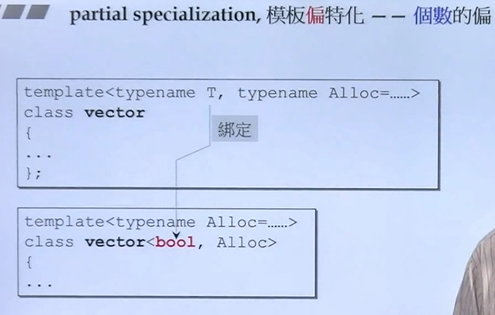 partial specialization, 模板偏特化 —— 個數的偏
template<typename T, typename Alloc=……>
class vector
{
...
};
綁定
template<typename Alloc=……>
class vector<bool, Alloc>
{
...